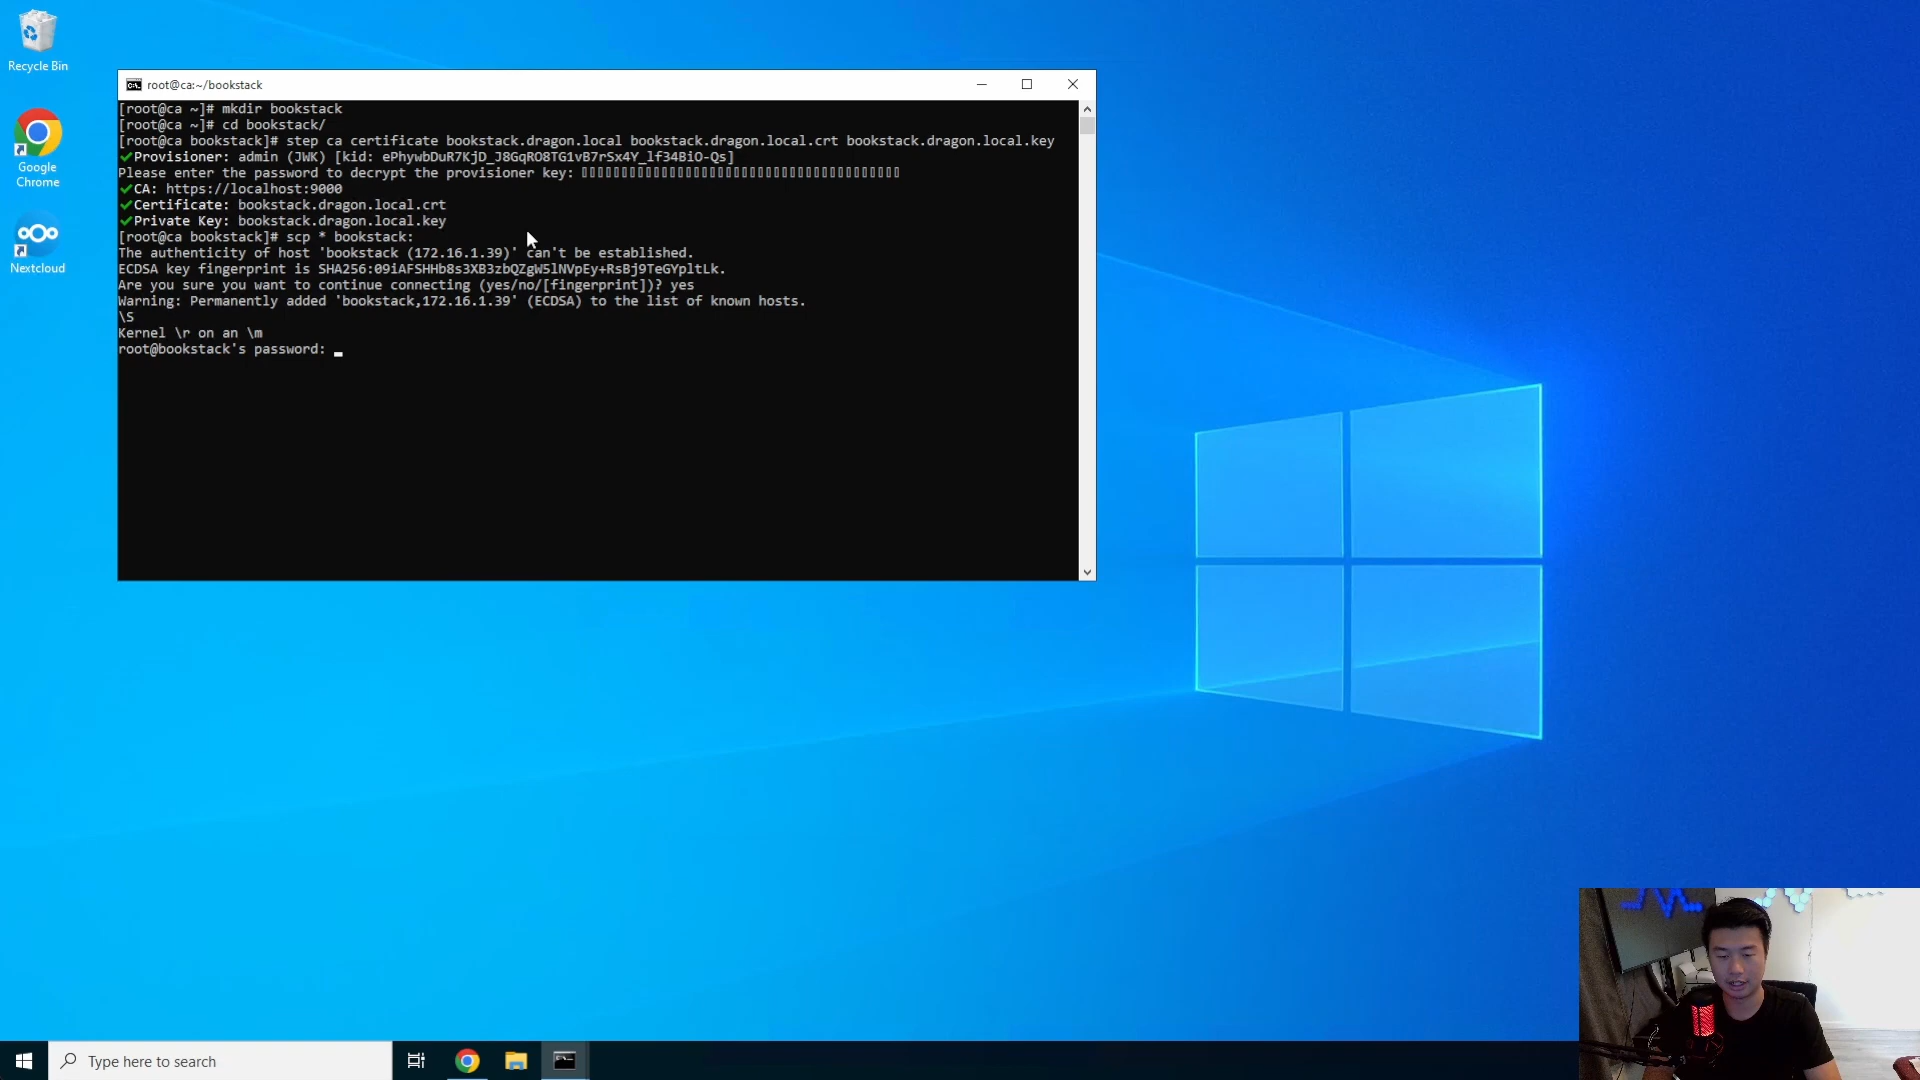 Recycle Bin
Google
Chrome
Nextcloud
root@ca:~/bookstack
[root@ca ~]# mkdir bookstack
[root@ca ~]# cd bookstack/
[root@ca bookstack]# step ca certificate bookstack.dragon.local bookstack.dragon.local.crt bookstack.dragon.local.key
✔Provisioner: admin (JWK) [kid: ePhywbDuR7KjD_J8GqRO8TG1vB7rSx4Y_lf34BiO-Qs]
Please enter the password to decrypt the provisioner key:
✔CA: https://localhost:9000
✔Certificate: bookstack.dragon.local.crt
✔Private Key: bookstack.dragon.local.key
[root@ca bookstack]# scp * bookstack:
The authenticity of host 'bookstack (172.16.1.39)' can't be established.
ECDSA key fingerprint is SHA256:09iAFSHHb8s3XB3zbQZgW5lNVpEy+RsBj9TeGYpltLk.
Are you sure you want to continue connecting (yes/no/[fingerprint])? yes
Warning: Permanently added 'bookstack,172.16.1.39' (ECDSA) to the list of known hosts.
\S
Kernel \r on an \m
root@bookstack's password:
Type here to search